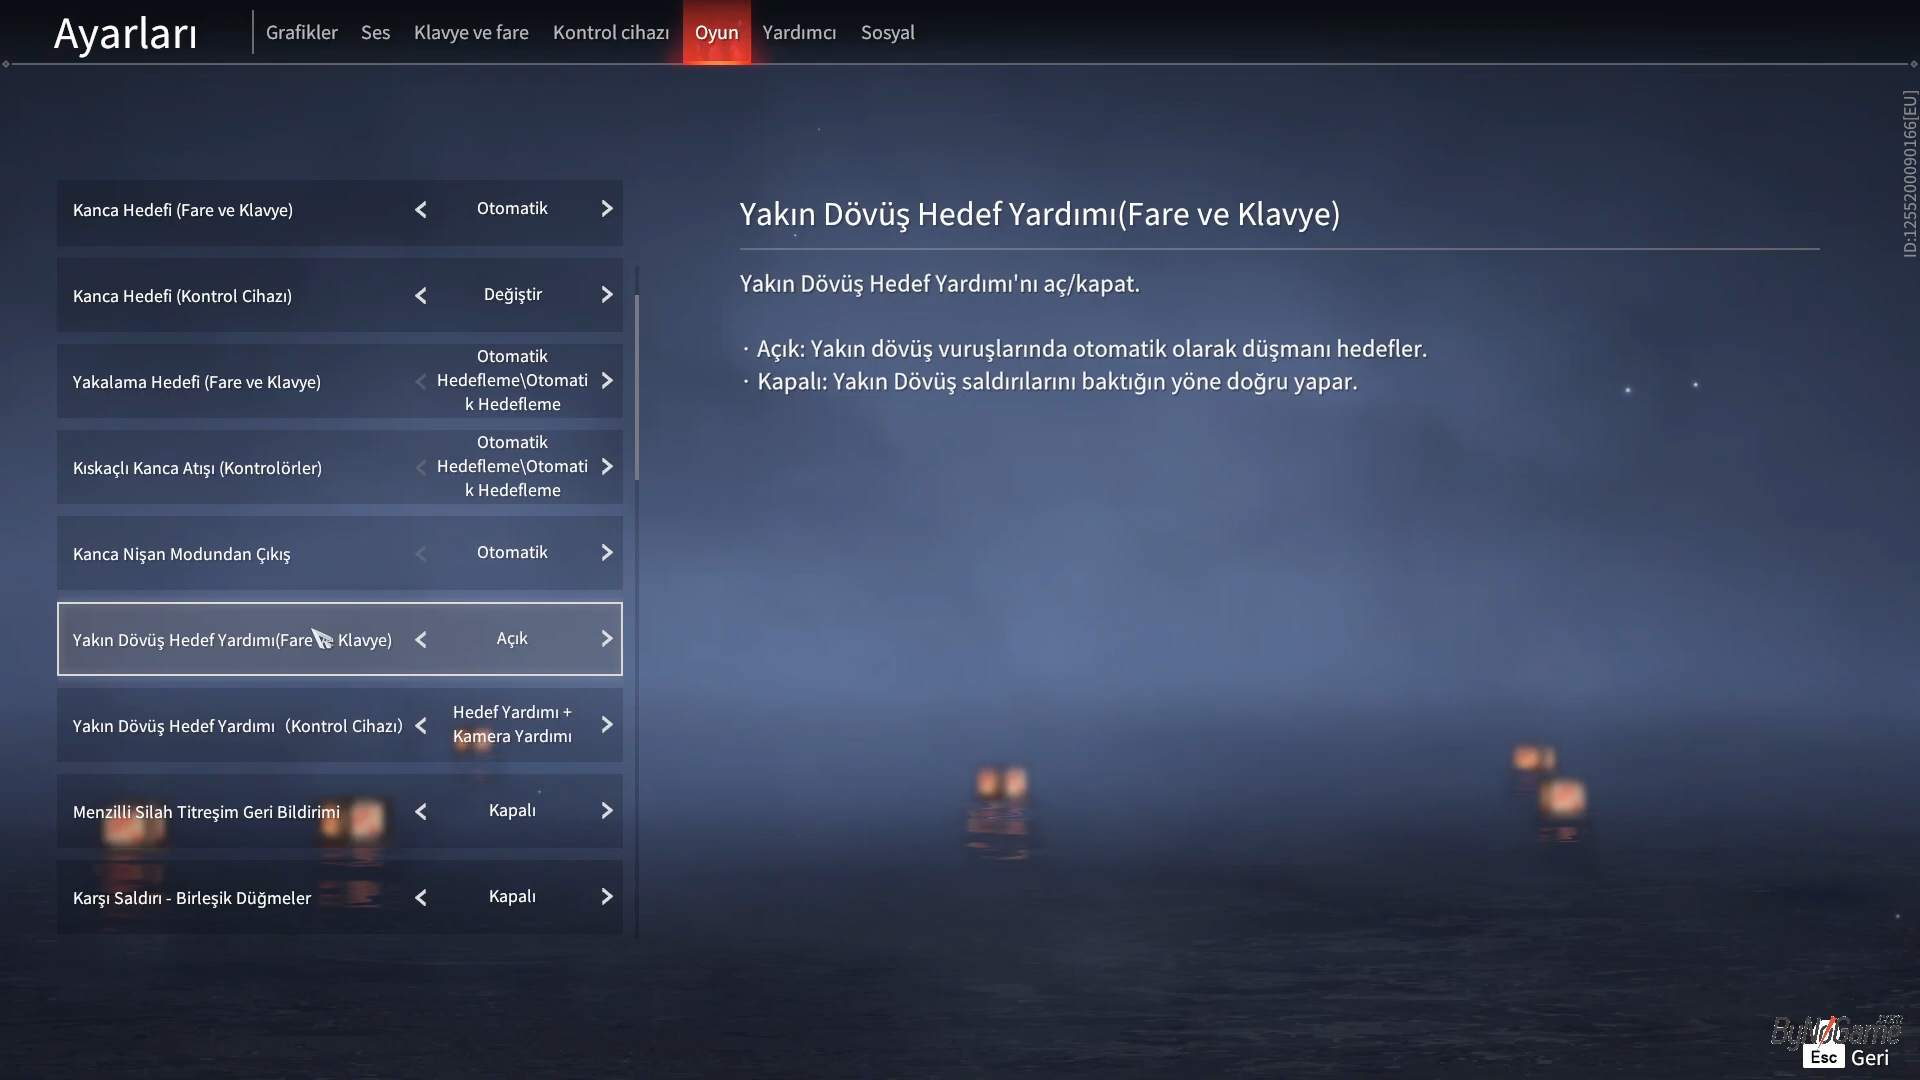 Ayarları
Grafikler Ses Klavye ve fare Kontrol cihazı Oyun Yardımcı Sosyal
ID:1255200090166[EU]
Kanca Hedefi (Fare ve Klavye) Otomatik
Kanca Hedefi (Kontrol Cihazı) Değiştir
Yakalama Hedefi (Fare ve Klavye) Otomatik
Hedefleme\Otomati
k Hedefleme
Kıskaçlı Kanca Atışı (Kontrolörler) Otomatik
Hedefleme\Otomati
k Hedefleme
Kanca Nişan Modundan Çıkış Otomatik
Yakın Dövüş Hedef Yardımı(Fare ve Klavye) Açık
Yakın Dövüş Hedef Yardımı（Kontrol Cihazı） Hedef Yardımı +
Kamera Yardımı
Menzilli Silah Titreşim Geri Bildirimi Kapalı
Karşı Saldırı - Birleşik Düğmeler Kapalı
Yakın Dövüş Hedef Yardımı(Fare ve Klavye)
Yakın Dövüş Hedef Yardımı'nı aç/kapat.
· Açık: Yakın dövüş vuruşlarında otomatik olarak düşmanı hedefler.
· Kapalı: Yakın Dövüş saldırılarını baktığın yöne doğru yapar.
ByNoGame.com
Esc Geri